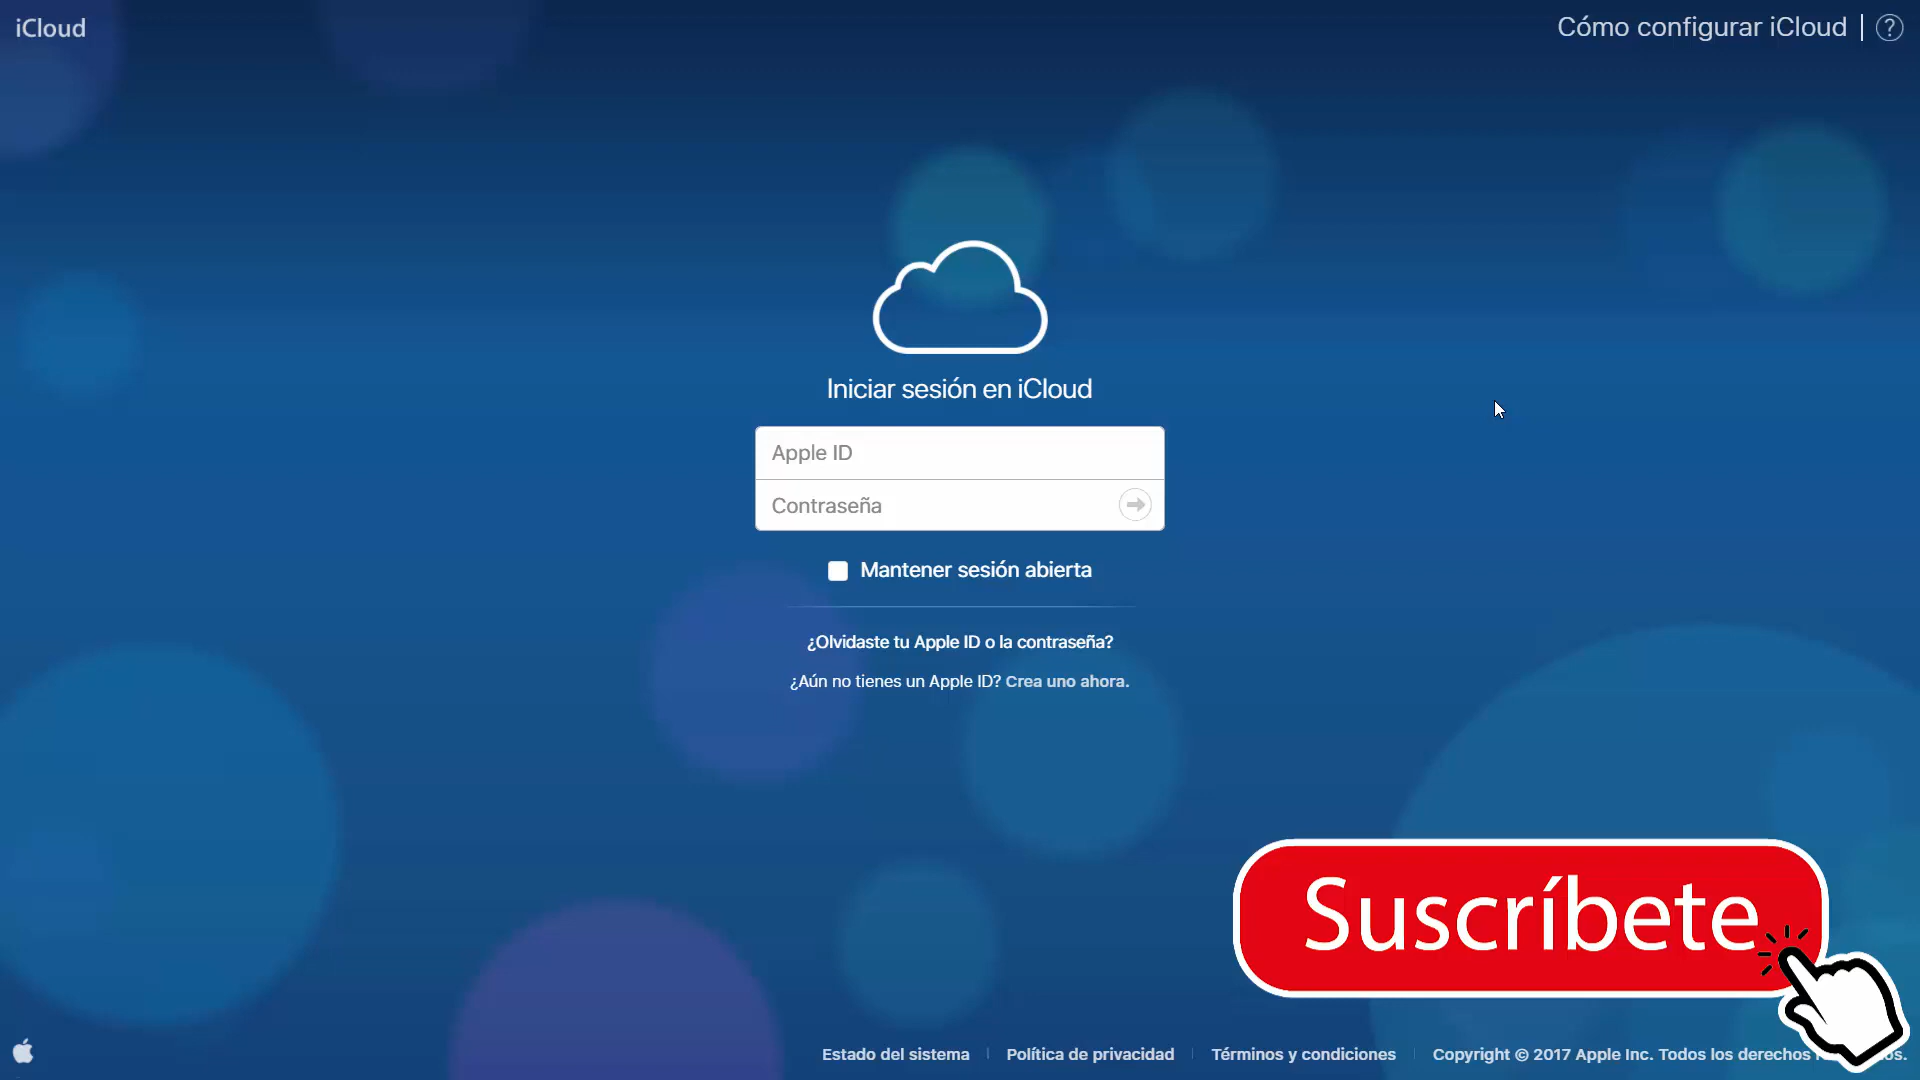 iCloud
Cómo configurar iCloud
Iniciar sesión en iCloud
Apple ID
Contraseña
Mantener sesión abierta
¿Olvidaste tu Apple ID o la contraseña?
¿Aún no tienes un Apple ID? Crea uno ahora.
Suscríbete
Estado del sistema
Política de privacidad
Términos y condiciones
Copyright © 2017 Apple Inc. Todos los derechos